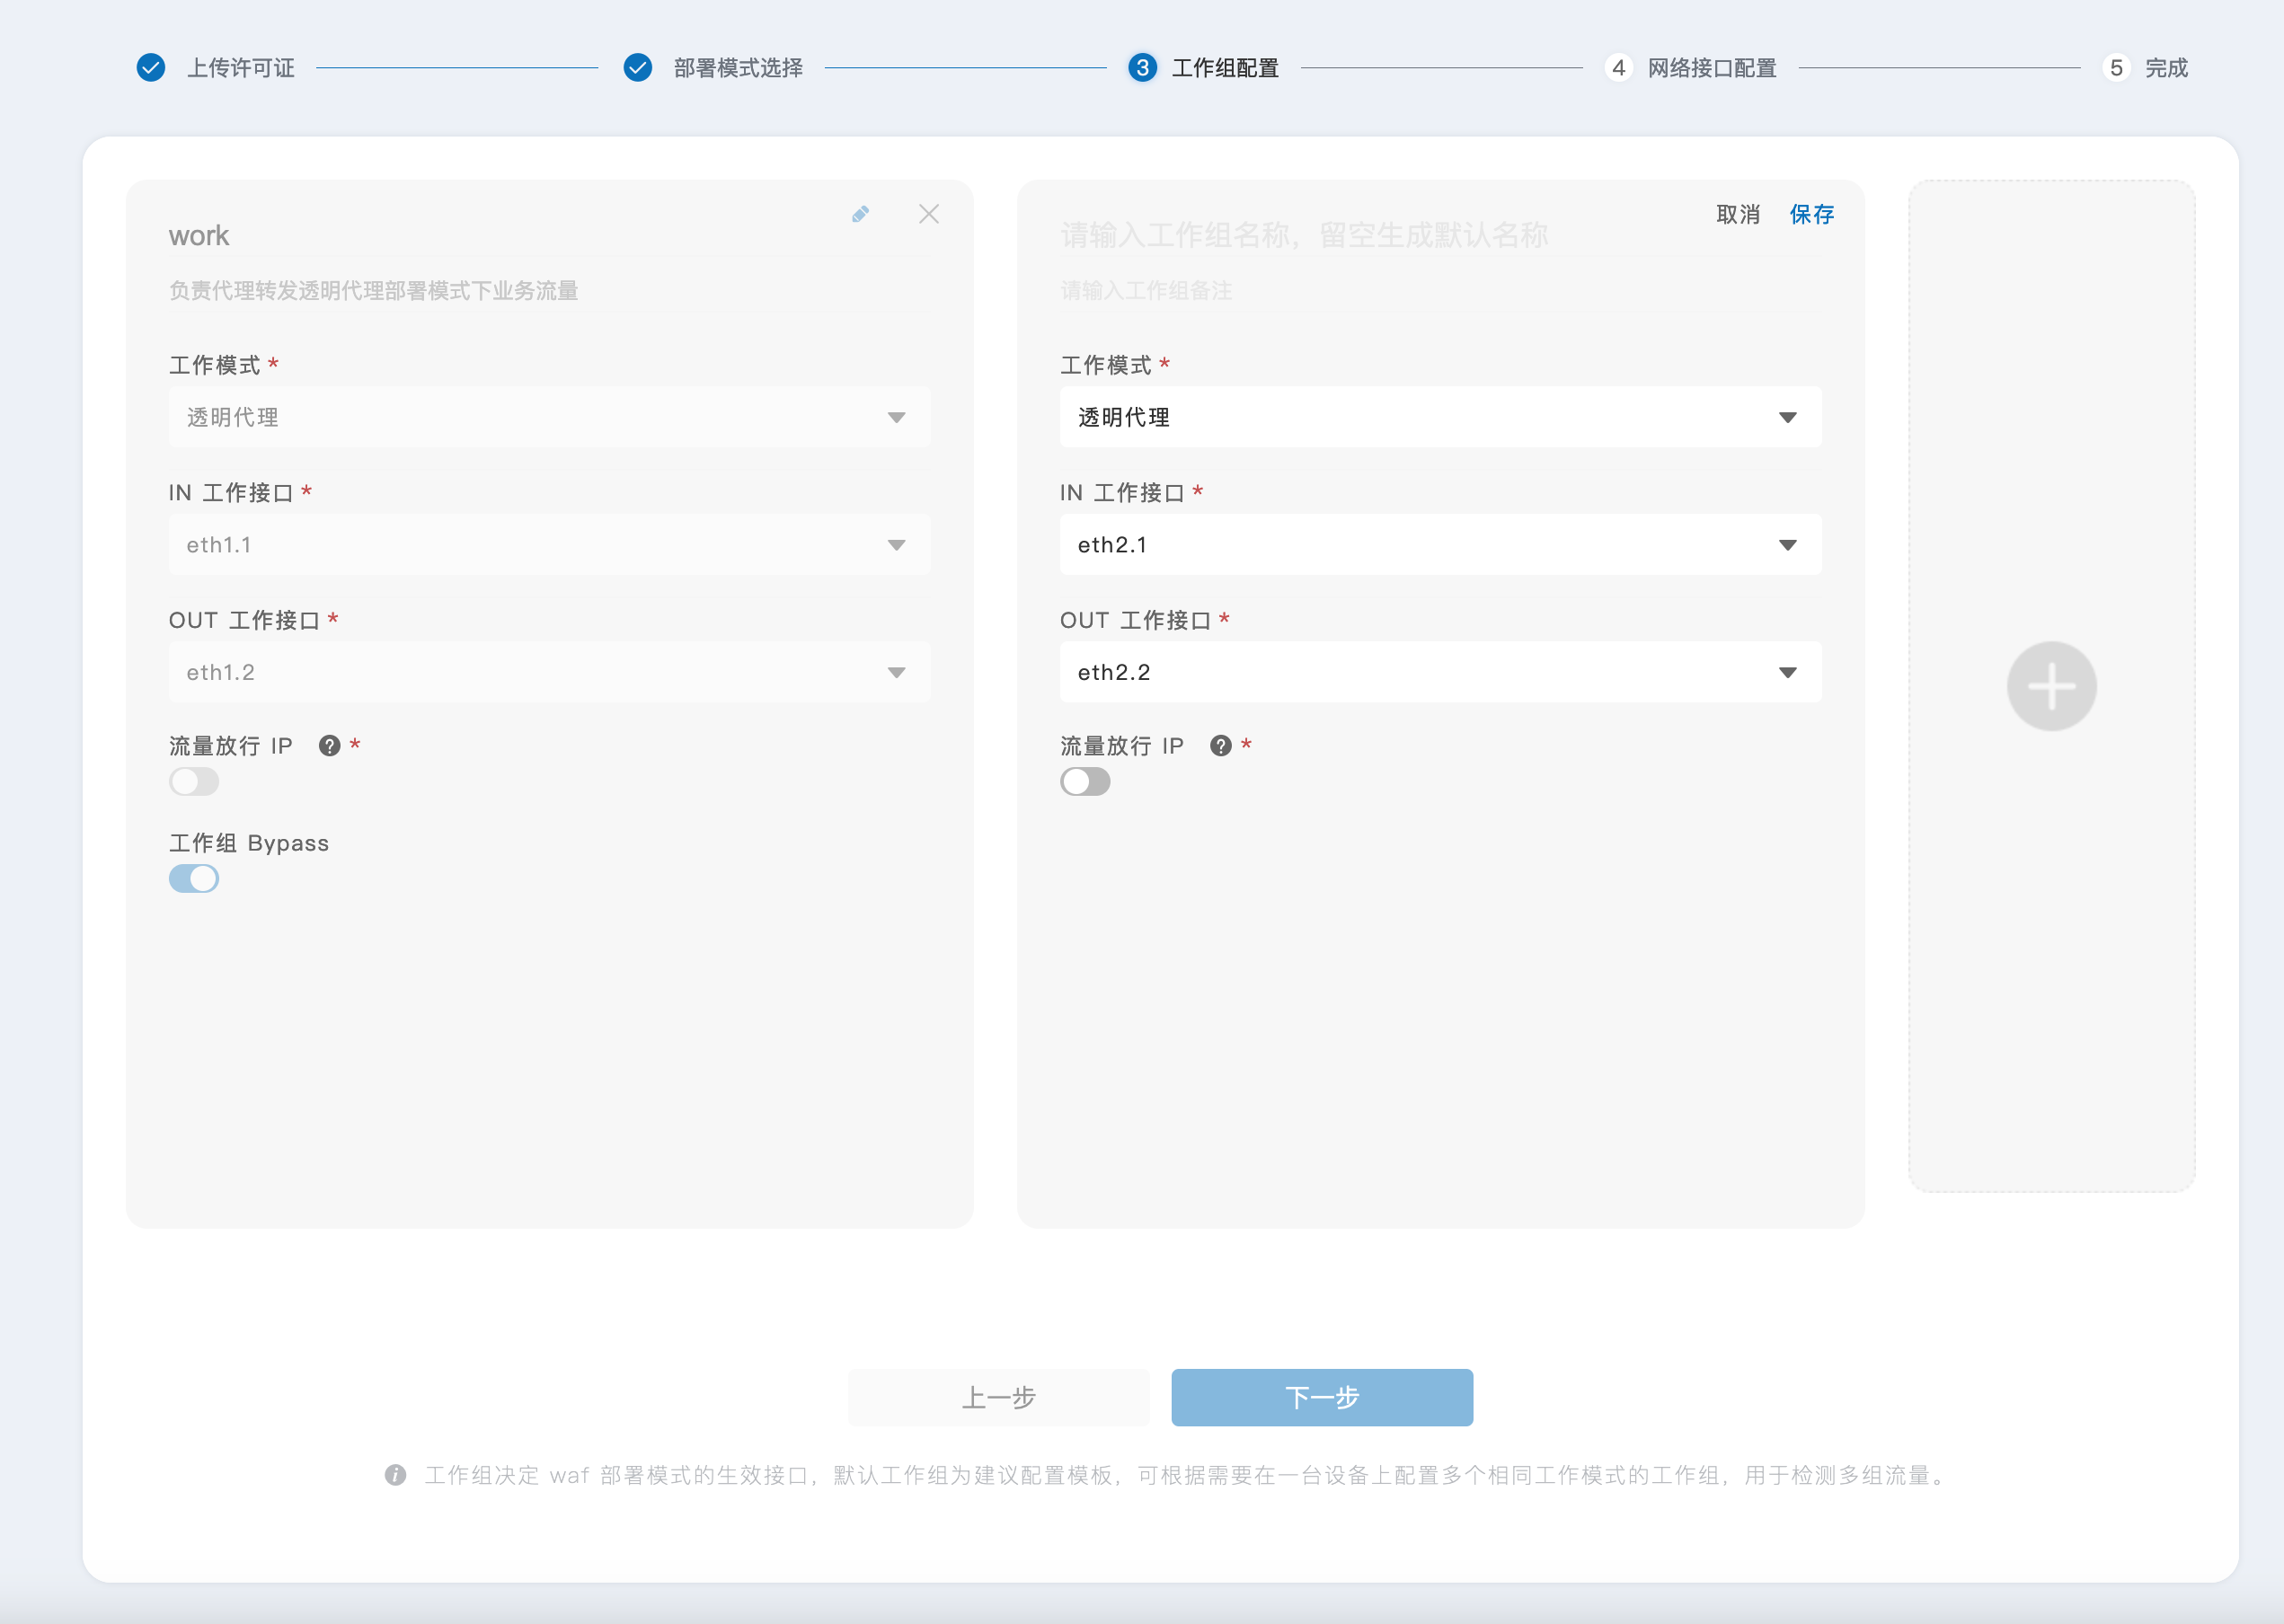 上传许可证
部署模式选择
3 工作组配置
4 网络接口配置
5 完成
work
负责代理转发透明代理部署模式下业务流量
工作模式 *
透明代理
IN 工作接口 *
eth1.1
OUT 工作接口 *
eth1.2
流量放行 IP ? *
工作组 Bypass
取消 保存
请输入工作组名称，留空生成默认名称
请输入工作组备注
工作模式 *
透明代理
IN 工作接口 *
eth2.1
OUT 工作接口 *
eth2.2
流量放行 IP ? *
上一步
下一步
工作组决定 waf 部署模式的生效接口，默认工作组为建议配置模板，可根据需要在一台设备上配置多个相同工作模式的工作组，用于检测多组流量。